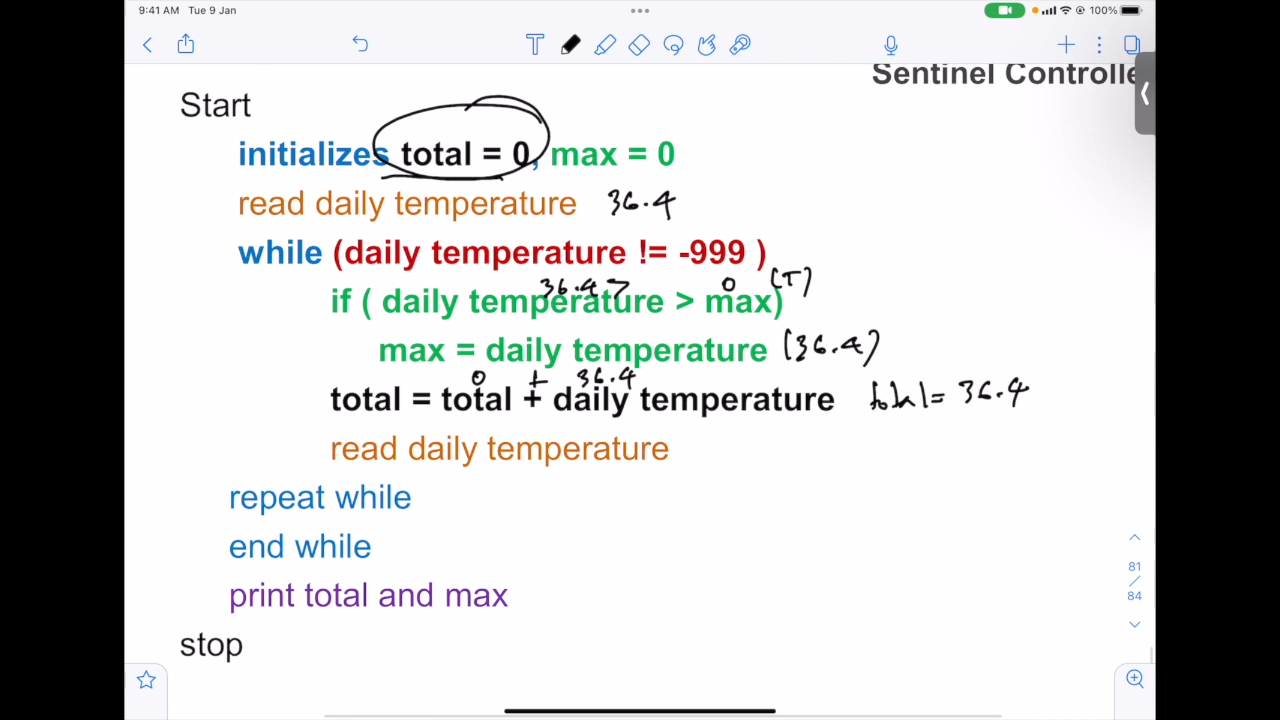 9:41 AM Tue 9 Jan
100%
Sentinel Controlle
Start
initializes total = 0, max = 0
read daily temperature 36.4
while (daily temperature != -999 )
36.4 > 0 (T)
if ( daily temperature > max)
max = daily temperature (36.4)
0 + 36.4
total = total + daily temperature total = 36.4
read daily temperature
repeat while
end while
print total and max
stop
81
/
84